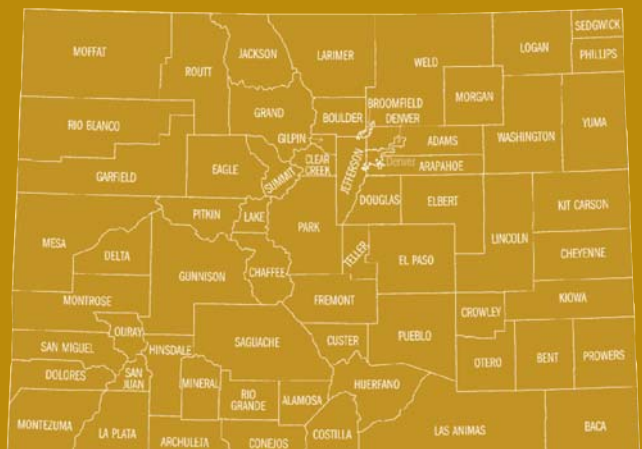 MOFFAT
ROUTT
JACKSON
LARIMER
WELD
LOGAN
SEDGWICK
PHILLIPS
RIO BLANCO
GRAND
BOULDER
BROOMFIELD
DENVER
MORGAN
WASHINGTON
YUMA
GILPIN
GARFIELD
EAGLE
SUMMIT
CLEAR
CREEK
JEFFERSON
Denver
ADAMS
ARAPAHOE
PITKIN
LAKE
PARK
DOUGLAS
ELBERT
LINCOLN
KIT CARSON
MESA
DELTA
GUNNISON
CHAFFEE
TELLER
EL PASO
CHEYENNE
MONTROSE
FREMONT
CROWLEY
KIOWA
OURAY
SAN MIGUEL
HINSDALE
SAGUACHE
CUSTER
PUEBLO
OTERO
BENT
PROWERS
DOLORES
SAN
JUAN
MINERAL
RIO
GRANDE
ALAMOSA
HUERFANO
MONTEZUMA
LA PLATA
ARCHULETA
CONEJOS
COSTILLA
LAS ANIMAS
BACA